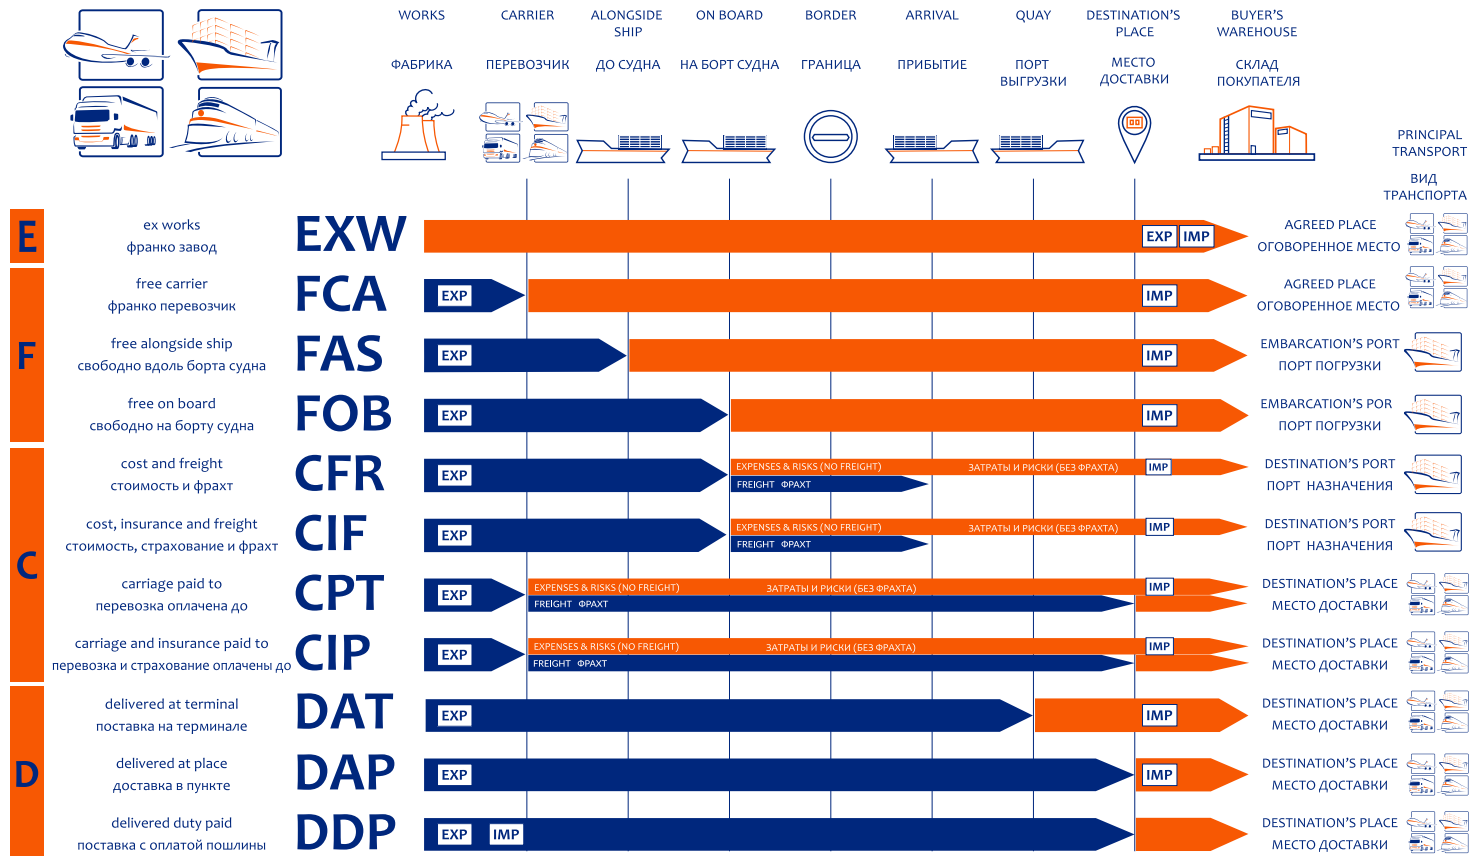 WORKS
CARRIER
ALONGSIDE
SHIP
ON BOARD
BORDER
ARRIVAL
QUAY
DESTINATION'S
PLACE
BUYER'S
WAREHOUSE
ФАБРИКА
ПЕРЕВОЗЧИК
ДО СУДНА
НА БОРТ СУДНА
ГРАНИЦА
ПРИБЫТИЕ
ПОРТ
ВЫГРУЗКИ
МЕСТО
ДОСТАВКИ
СКЛАД
ПОКУПАТЕЛЯ
PRINCIPAL
TRANSPORT
ВИД
ТРАНСПОРТА
E
ex works
франко завод
EXW
EXP IMP
AGREED PLACE
ОГОВОРЕННОЕ МЕСТО
F
free carrier
франко перевозчик
FCA
EXP
IMP
AGREED PLACE
ОГОВОРЕННОЕ МЕСТО
free alongside ship
свободно вдоль борта судна
FAS
EXP
IMP
EMBARCATION'S PORT
ПОРТ ПОГРУЗКИ
free on board
свободно на борту судна
FOB
EXP
IMP
EMBARCATION'S POR
ПОРТ ПОГРУЗКИ
C
cost and freight
стоимость и фрахт
CFR
EXP
EXPENSES & RISKS (NO FREIGHT)
ЗАТРАТЫ И РИСКИ (БЕЗ ФРАХТА)
IMP
FREIGHT ФРАХТ
DESTINATION'S PORT
ПОРТ НАЗНАЧЕНИЯ
cost, insurance and freight
стоимость, страхование и фрахт
CIF
EXP
EXPENSES & RISKS (NO FREIGHT)
ЗАТРАТЫ И РИСКИ (БЕЗ ФРАХТА)
IMP
FREIGHT ФРАХТ
DESTINATION'S PORT
ПОРТ НАЗНАЧЕНИЯ
carriage paid to
перевозка оплачена до
CPT
EXP
EXPENSES & RISKS (NO FREIGHT)
ЗАТРАТЫ И РИСКИ (БЕЗ ФРАХТА)
IMP
FREIGHT ФРАХТ
DESTINATION'S PLACE
МЕСТО ДОСТАВКИ
carriage and insurance paid to
перевозка и страхование оплачены до
CIP
EXP
EXPENSES & RISKS (NO FREIGHT)
ЗАТРАТЫ И РИСКИ (БЕЗ ФРАХТА)
IMP
FREIGHT ФРАХТ
DESTINATION'S PLACE
МЕСТО ДОСТАВКИ
D
delivered at terminal
поставка на терминале
DAT
EXP
IMP
DESTINATION'S PLACE
МЕСТО ДОСТАВКИ
delivered at place
доставка в пункте
DAP
EXP
IMP
DESTINATION'S PLACE
МЕСТО ДОСТАВКИ
delivered duty paid
поставка с оплатой пошлины
DDP
EXP IMP
DESTINATION'S PLACE
МЕСТО ДОСТАВКИ